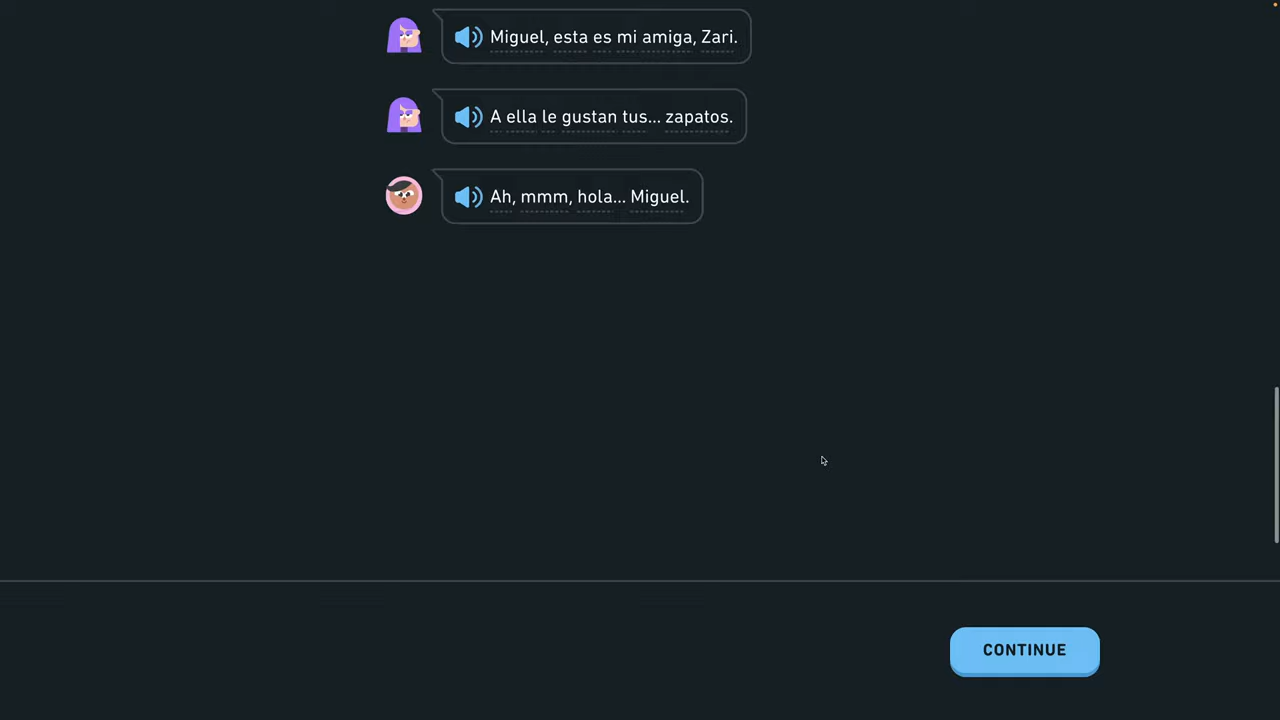 Miguel, esta es mi amiga, Zari.
A ella le gustan tus... zapatos.
Ah, mmm, hola... Miguel.
CONTINUE